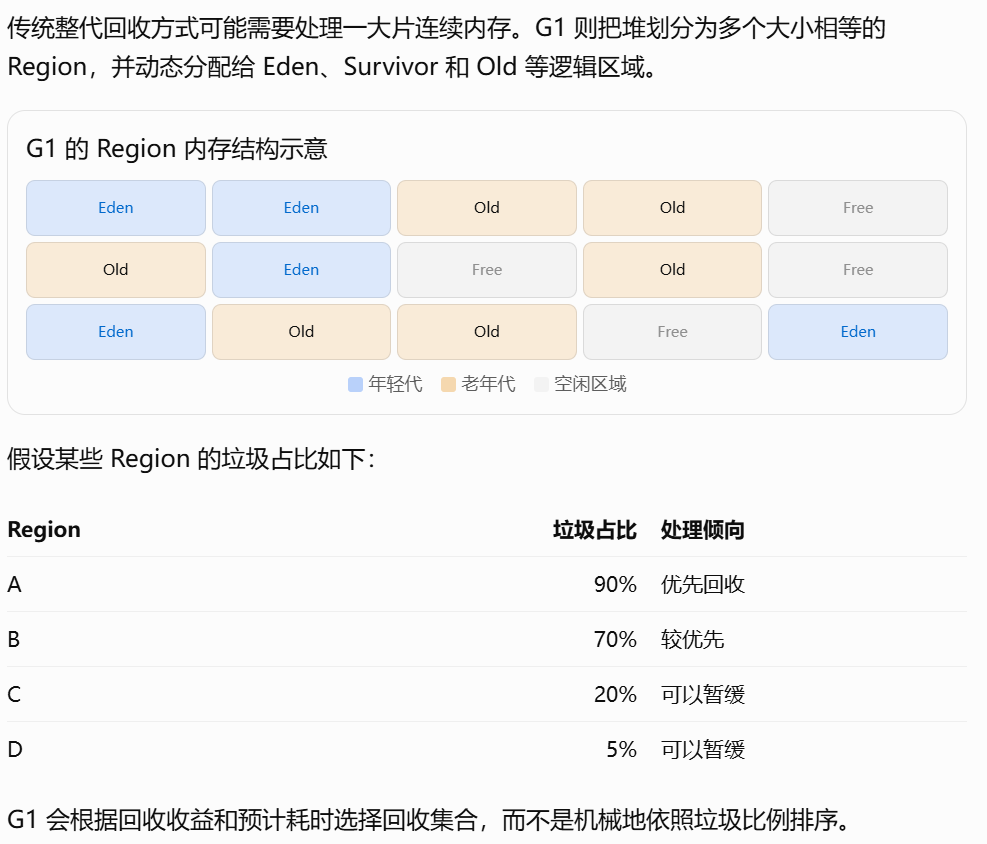 传统整代回收方式可能需要处理一大片连续内存。G1 则把堆划分为多个大小相等的
Region，并动态分配给 Eden、Survivor 和 Old 等逻辑区域。
G1 的 Region 内存结构示意
Eden Eden Old Old Free
Old Eden Free Old Free
Eden Old Old Free Eden
年轻代 老年代 空闲区域
假设某些 Region 的垃圾占比如下：
Region 垃圾占比 处理倾向
A 90% 优先回收
B 70% 较优先
C 20% 可以暂缓
D 5% 可以暂缓
G1 会根据回收收益和预计耗时选择回收集合，而不是机械地依照垃圾比例排序。